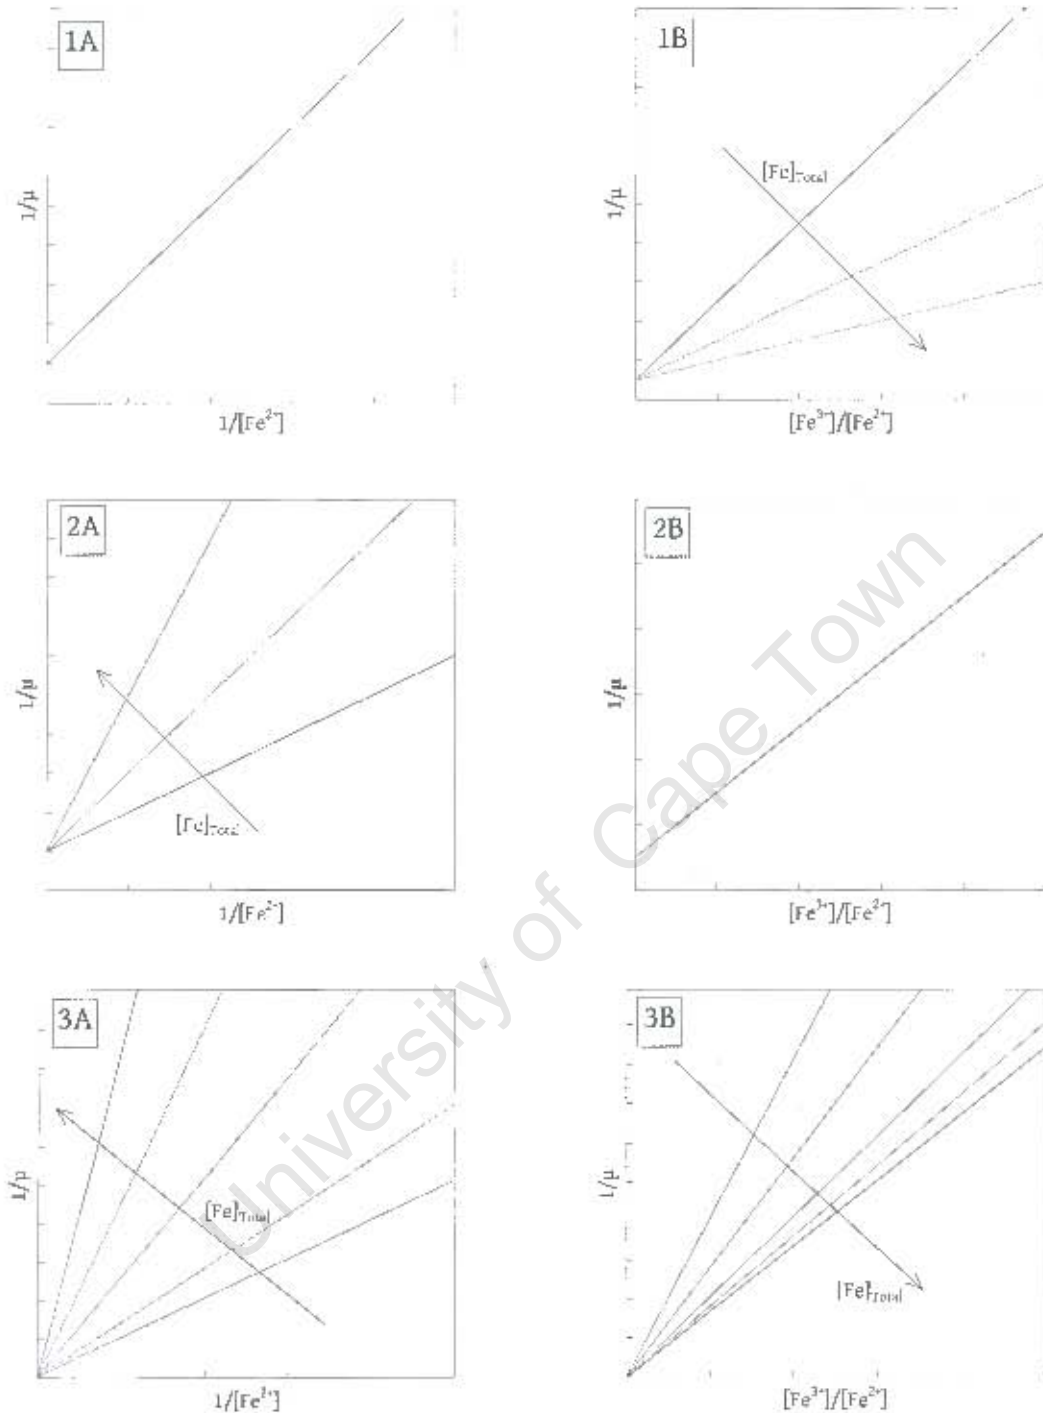 1A
1B
[Fe]Total
1/μ
1/μ
1/[Fe²⁺]
[Fe³⁺]/[Fe²⁺]
2A
2B
1/μ
1/μ
[Fe]Total
1/[Fe²⁺]
[Fe³⁺]/[Fe²⁺]
3A
3B
[Fe]Total
1/μ
1/μ
[Fe]Total
1/[Fe²⁺]
[Fe³⁺]/[Fe²⁺]
University of Cape Town